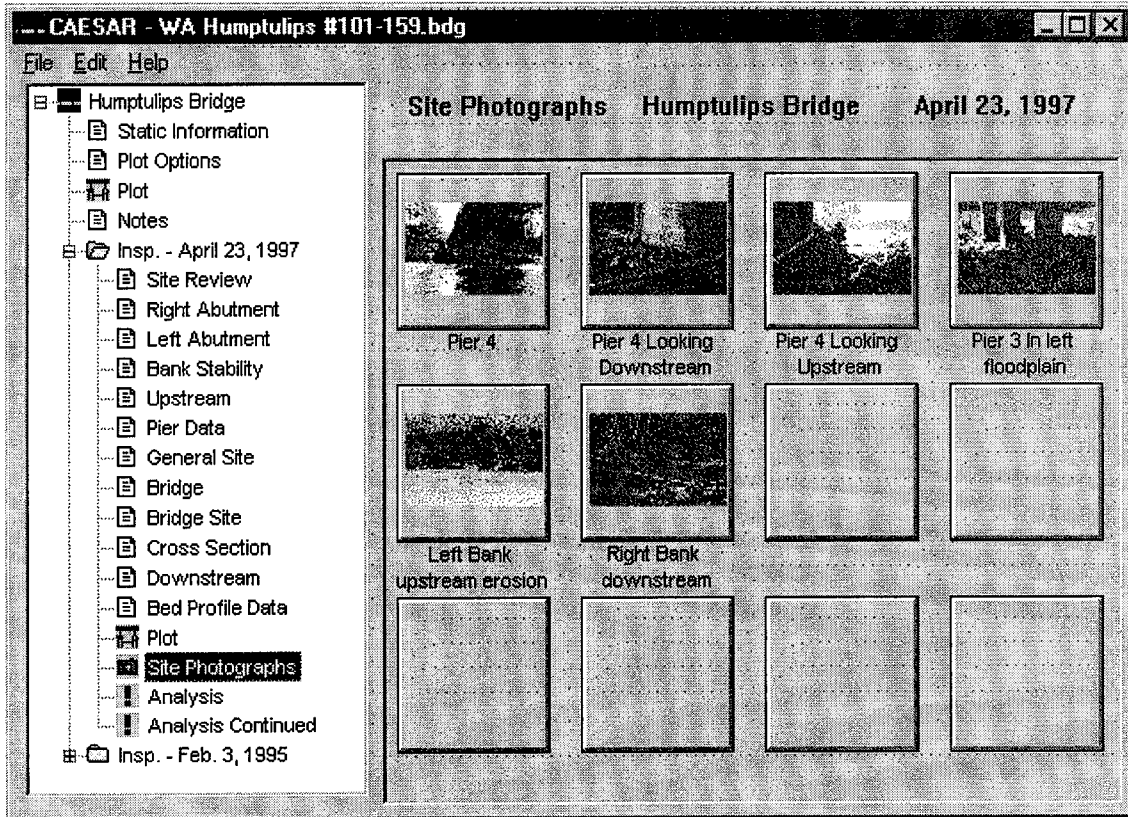 CAESAR - WA Humptulips #101-159.bdg
File Edit Help
Humptulips Bridge
Static Information
Plot Options
Plot
Notes
Insp. - April 23, 1997
Site Review
Right Abutment
Left Abutment
Bank Stability
Upstream
Pier Data
General Site
Bridge
Bridge Site
Cross Section
Downstream
Bed Profile Data
Plot
Site Photographs
Analysis
Analysis Continued
Insp. - Feb. 3, 1995
Site Photographs Humptulips Bridge April 23, 1997
Pier 4
Pier 4 Looking
Downstream
Pier 4 Looking
Upstream
Pier 3 In left
floodplain
Left Bank
upstream erosion
Right Bank
downstream